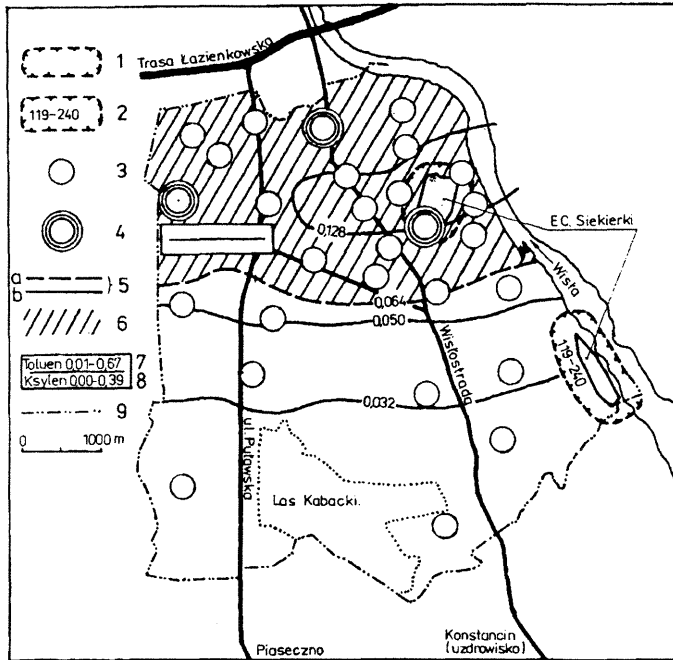 Trasa Łazienkowska
1
119-240
2
3
4
a
b
5
6
Toluen 0,01-0,67
7
Ksylen 0,00-0,39
8
9
0 1000 m
0,128
E.C. Siekierki
Wisła
0,064
0,050
Wisłostrada
119-240
0,032
ul. Puławska
Las Kabacki.
Piaseczno
Konstancin
(uzdrowisko)